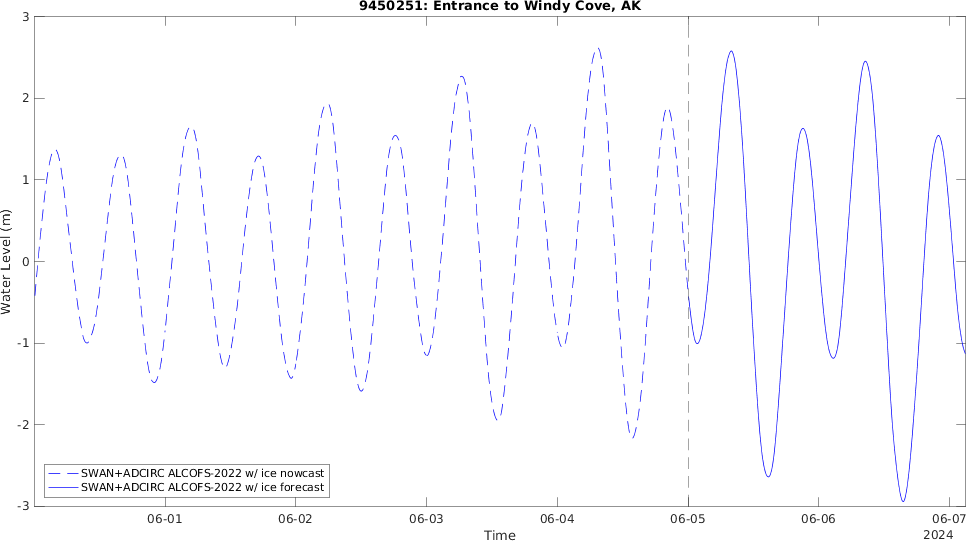 9450251: Entrance to Windy Cove, AK
3
2
1
0
-1
-2
-3
Water Level (m)
SWAN+ADCIRC ALCOFS-2022 w/ ice nowcast
SWAN+ADCIRC ALCOFS-2022 w/ ice forecast
06-01 06-02 06-03 06-04 06-05 06-06 06-07
Time
2024